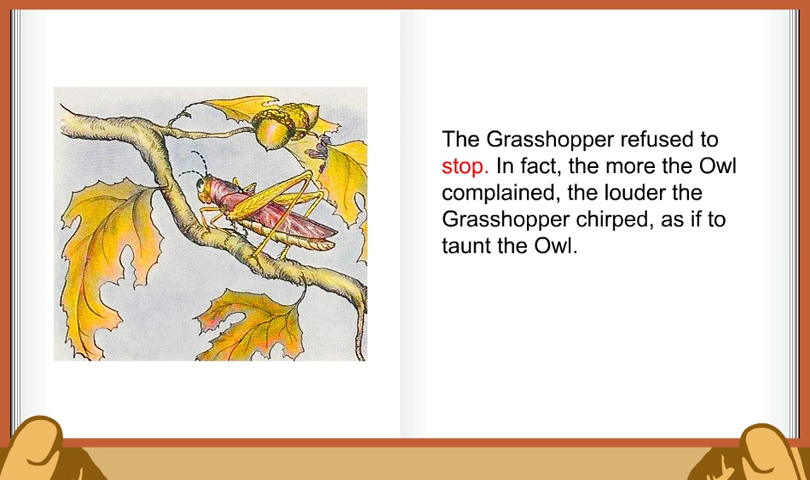 The Grasshopper refused to
stop. In fact, the more the Owl
complained, the louder the
Grasshopper chirped, as if to
taunt the Owl.